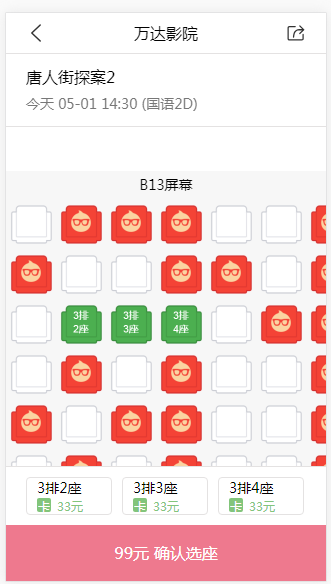 万达影院
唐人街探案2
今天 05-01 14:30 (国语2D)
B13屏幕
3排 3排 3排
2座 3座 4座
3排2座 3排3座 3排4座
卡 33元 卡 33元 卡 33元
99元 确认选座